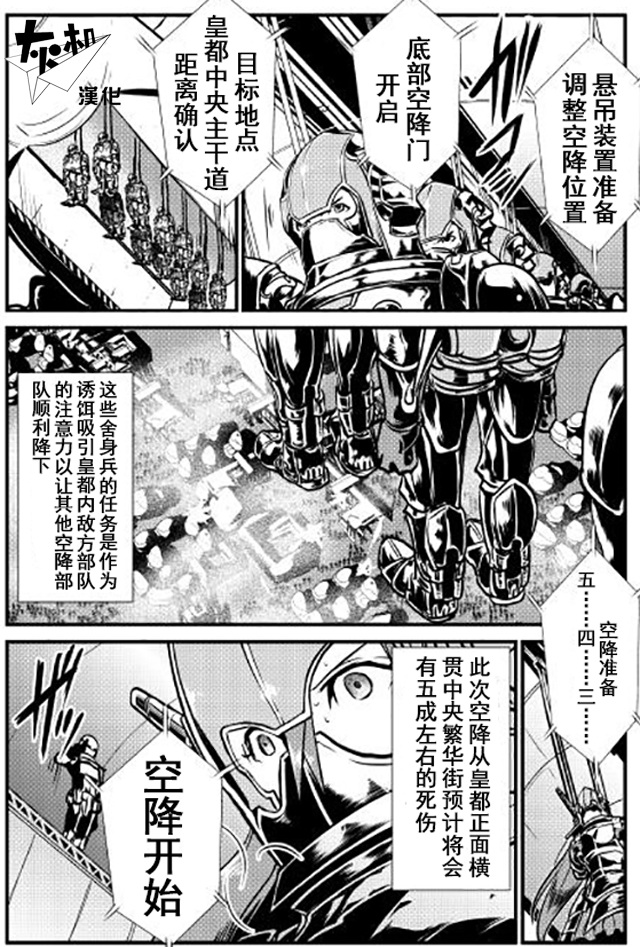 悬吊装置准备
调整空降位置
底部空降门
开启
目标地点
皇都中央主干道
距离确认
灰机
漢化
这些舍身兵的任务是作为
诱饵吸引皇都内敌方部队
的注意力以让其他空降部
队顺利降下
空降准备
五………四………三………
此次空降从皇都正面横
贯中央繁华街预计将会
有五成左右的死伤
空降开始